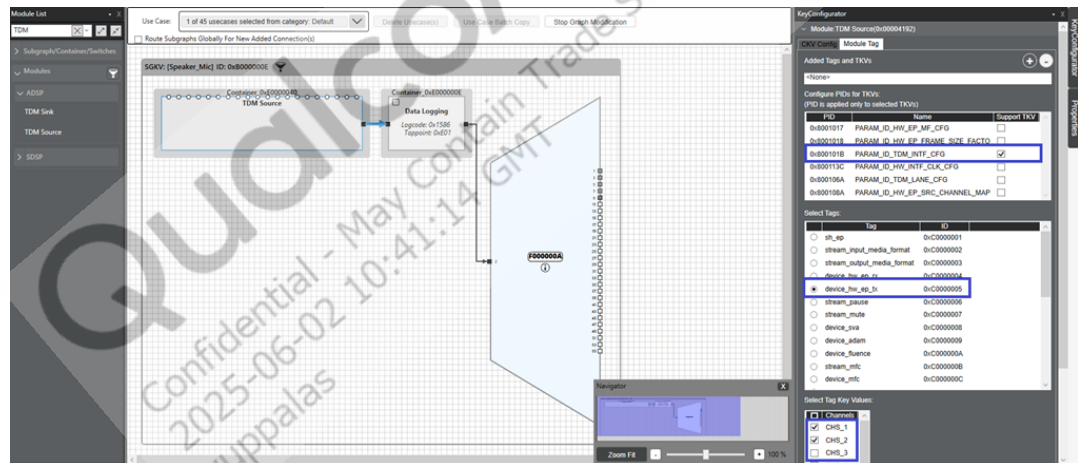 Module List
TDM
Subgraph/Container/Switches
Modules
ADSP
TDM Sink
TDM Source
SDSP
Use Case: 1 of 45 usecases selected from category: Default
Delete Usecase(s)
Use Case Batch Copy
Stop Graph Modification
Route Subgraphs Globally For New Added Connection(s)
SGKV: [Speaker_Mic] ID: 0xB000000E
Container_0xE0000040
TDM Source
Container_0xE000000E
Data Logging
Logcode: 0x1586
Tappoint: 0xE01
F000000A
Navigator
Zoom Fit
100 %
KeyConfigurator
Module:TDM Source(0x00004192)
CKV Config
Module Tag
Added Tags and TKVs
<None>
Configure PIDs for TKVs:
(PID is applied only to selected TKVs)
PID Name Support TKV
0x8001017 PARAM_ID_HW_EP_MF_CFG
0x8001018 PARAM_ID_HW_EP_FRAME_SIZE_FACTO
0x800101B PARAM_ID_TDM_INTF_CFG
0x800113C PARAM_ID_HW_INTF_CLK_CFG
0x800106A PARAM_ID_TDM_LANE_CFG
0x800108A PARAM_ID_HW_EP_SRC_CHANNEL_MAP
Select Tags:
Tag ID
sh_ep 0xC0000001
stream_input_media_format 0xC0000002
stream_output_media_format 0xC0000003
device_hw_ep_rx 0xC0000004
device_hw_ep_tx 0xC0000005
stream_pause 0xC0000006
stream_mute 0xC0000007
device_sva 0xC0000008
device_adam 0xC0000009
device_fluence 0xC000000A
stream_mfc 0xC000000B
device_mfc 0xC000000C
Select Tag Key Values:
Channels
CHS_1
CHS_2
CHS_3
KeyConfigurator
Properties
Qualcomm
Confidential - May Contain Trade S
2025-06-02 10:41:14 GMT
uppalas